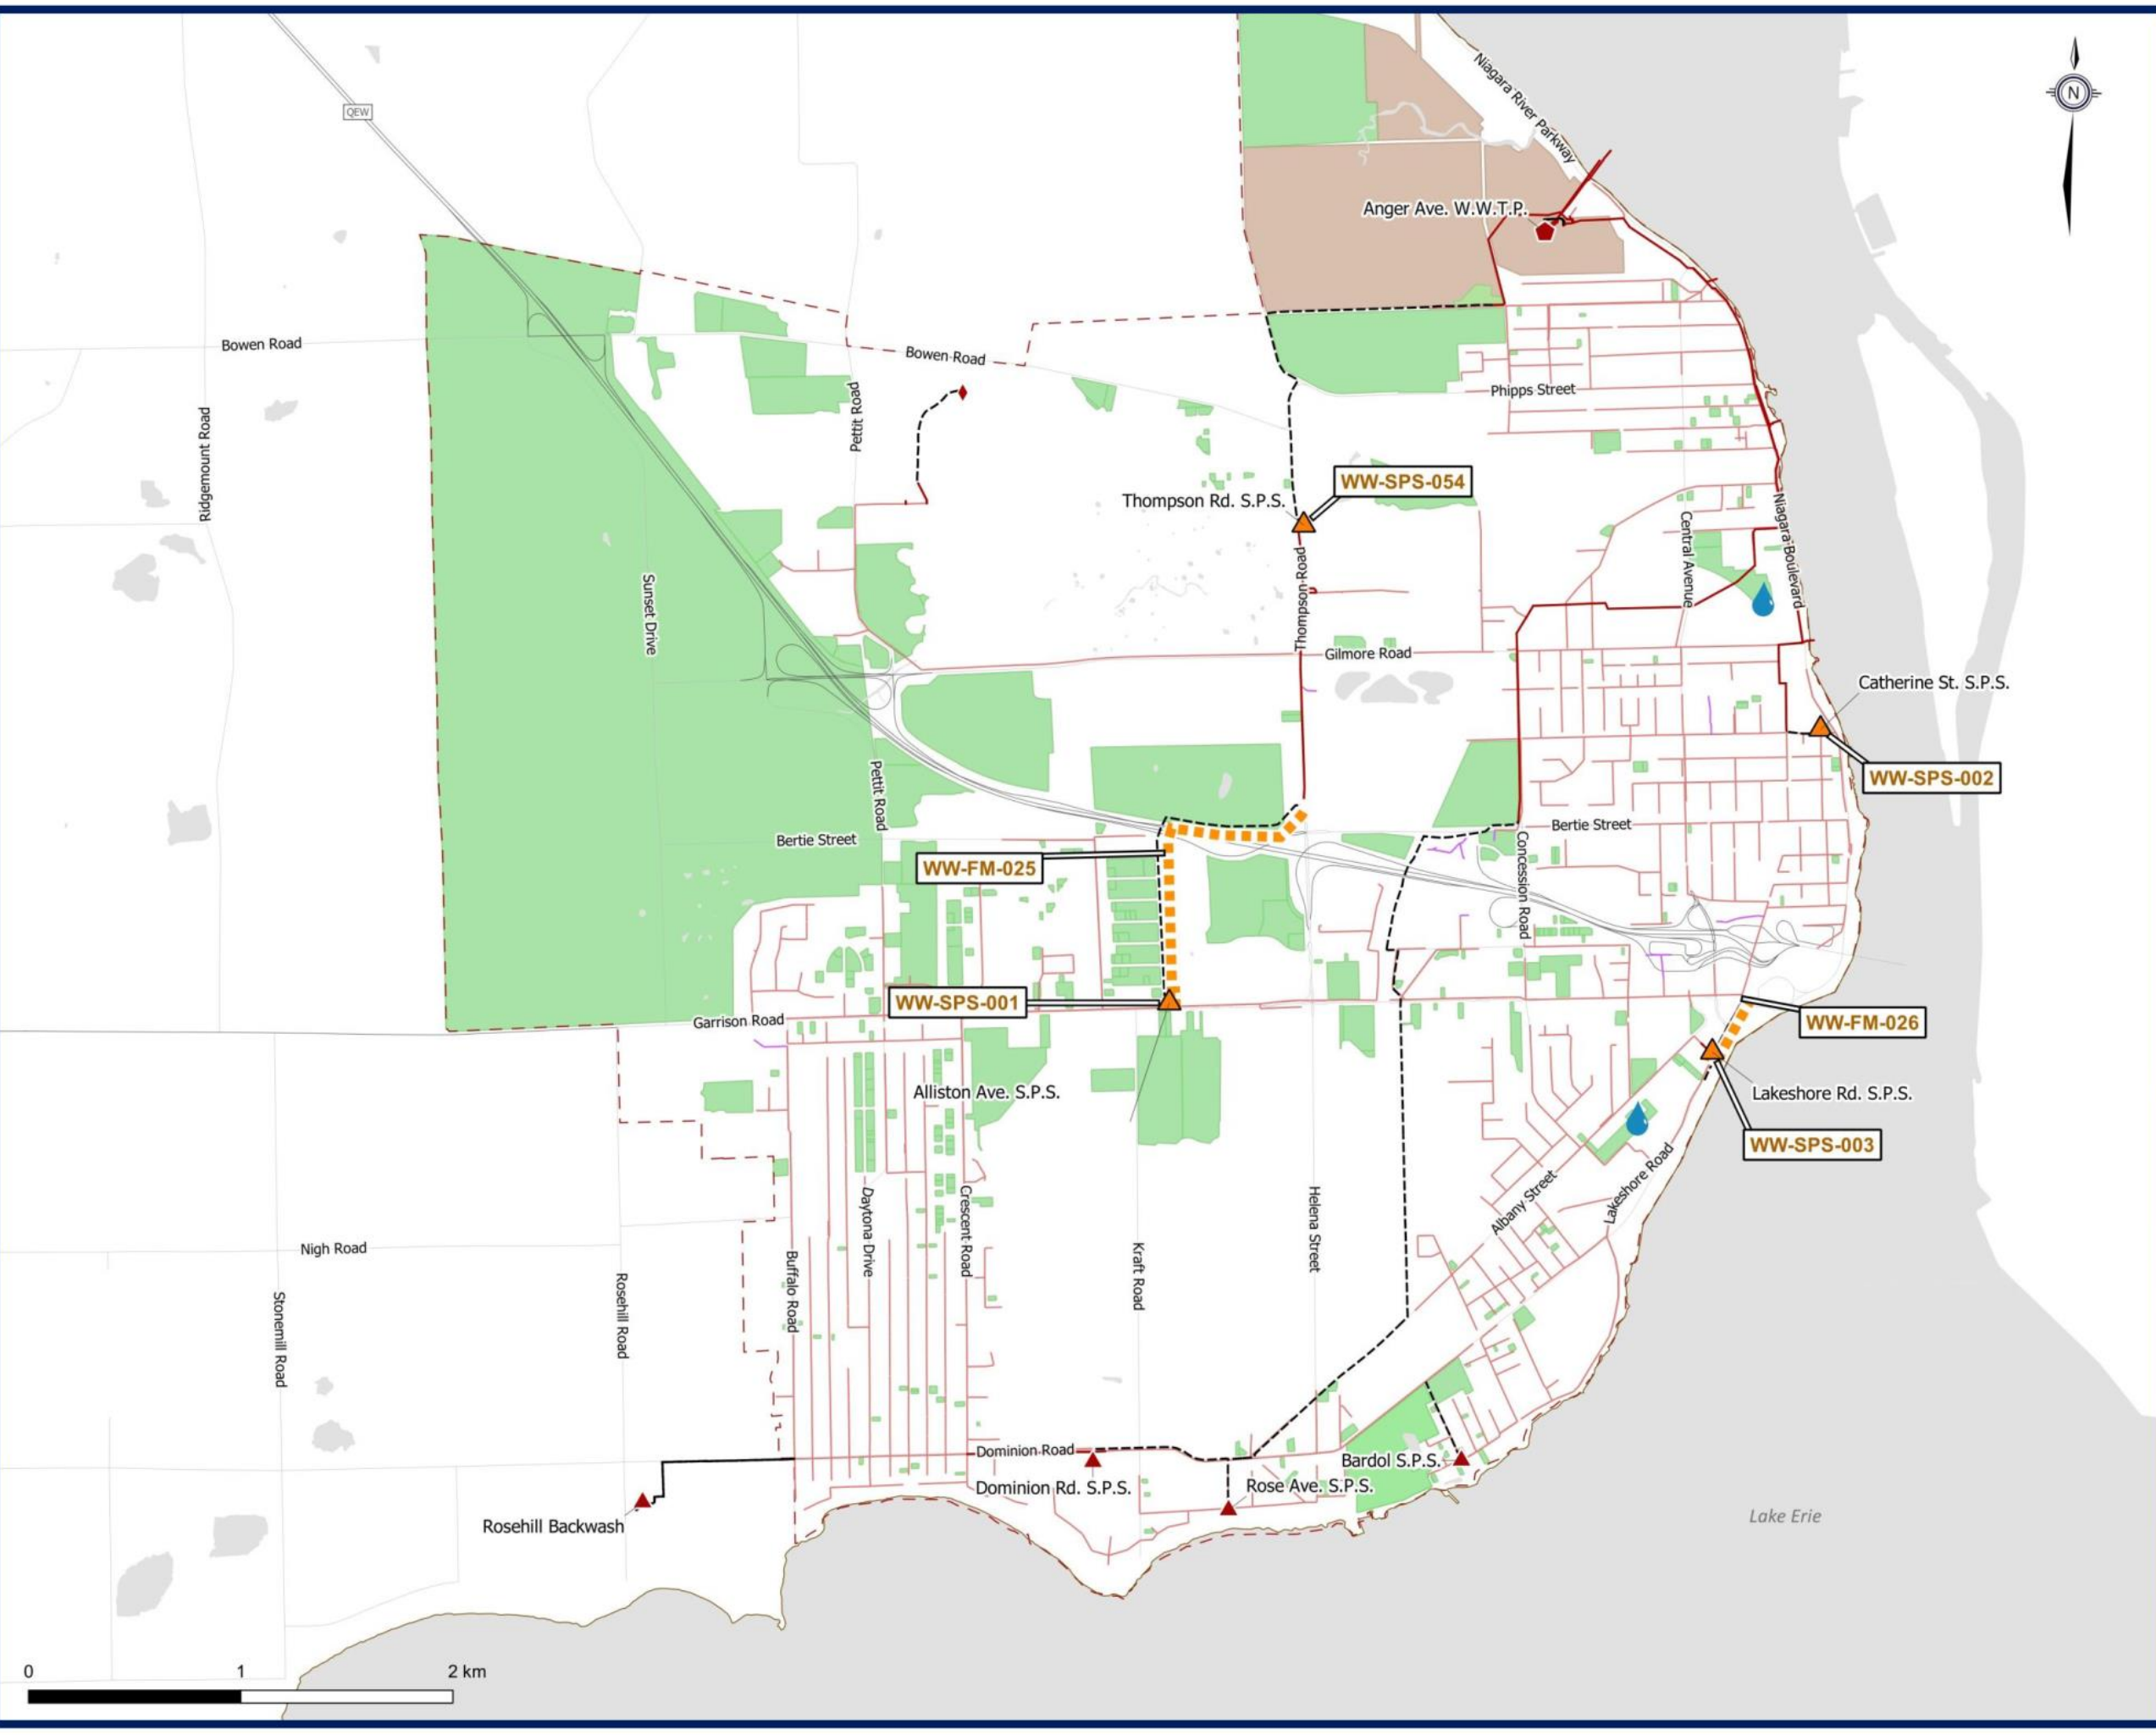 Niagara River Parkway
N
QEW
Anger Ave. W.W.T.P.
Bowen Road
Bowen Road
Phipps Street
Pettit Road
Ridgemount Road
WW-SPS-054
Thompson Rd. S.P.S.
Niagara Boulevard
Central Avenue
Thompson Road
Sunset Drive
Gilmore Road
Catherine St. S.P.S.
WW-SPS-002
Pettit Road
Bertie Street
Bertie Street
WW-FM-025
Concession Road
WW-SPS-001
Garrison Road
WW-FM-026
Alliston Ave. S.P.S.
Lakeshore Rd. S.P.S.
WW-SPS-003
Lakeshore Road
Albany Street
Daytona Drive
Crescent Road
Helena Street
Kraft Road
Nigh Road
Buffalo Road
Rosehill Road
Stonemill Road
Dominion Road
Bardol S.P.S.
Dominion Rd. S.P.S.
Rose Ave. S.P.S.
Rosehill Backwash
Lake Erie
0 1 2 km